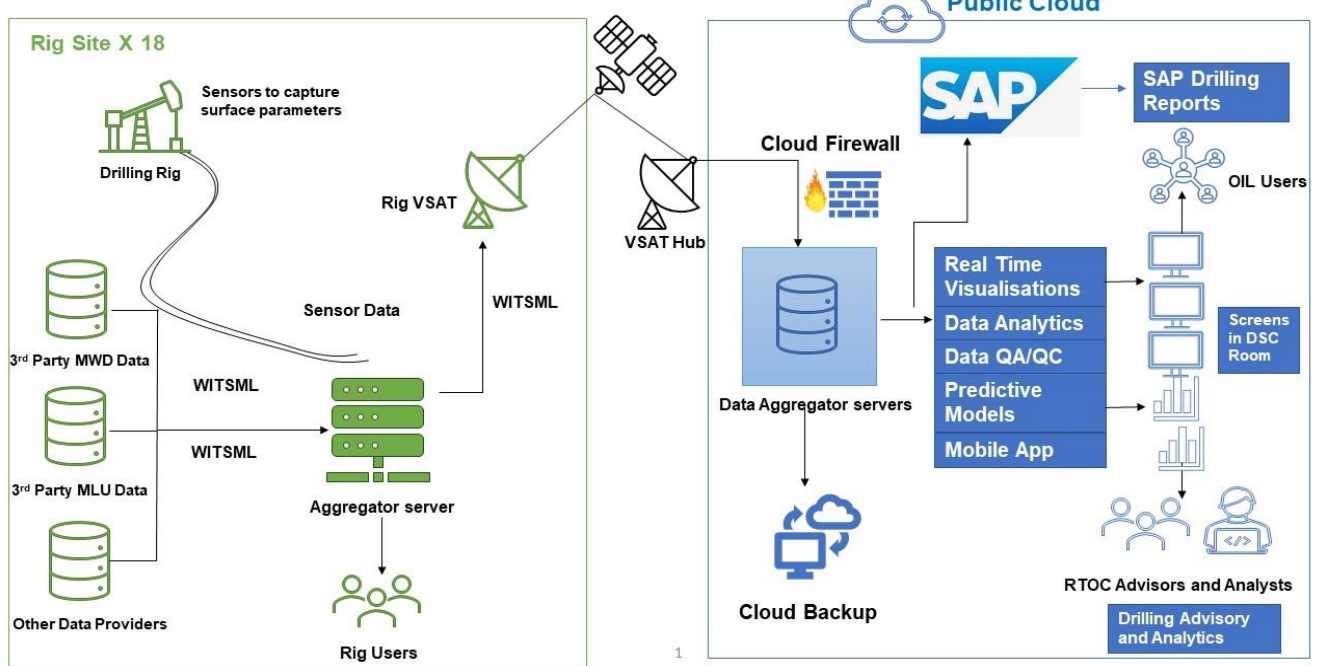 Public Cloud
Rig Site X 18
Sensors to capture
surface parameters
Drilling Rig
Rig VSAT
VSAT Hub
Cloud Firewall
SAP
SAP Drilling
Reports
OIL Users
3rd Party MWD Data
Sensor Data
WITSML
WITSML
WITSML
3rd Party MLU Data
Aggregator server
Other Data Providers
Rig Users
Data Aggregator servers
Real Time
Visualisations
Data Analytics
Data QA/QC
Predictive
Models
Mobile App
Screens
in DSC
Room
Cloud Backup
</>
RTOC Advisors and Analysts
Drilling Advisory
and Analytics
1